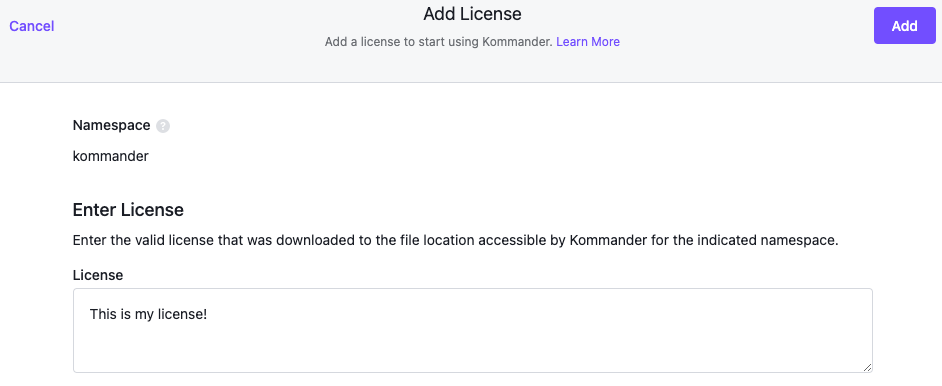 Add License
Cancel
Add
Add a license to start using Kommander. Learn More
Namespace ?
kommander
Enter License
Enter the valid license that was downloaded to the file location accessible by Kommander for the indicated namespace.
License
This is my license!